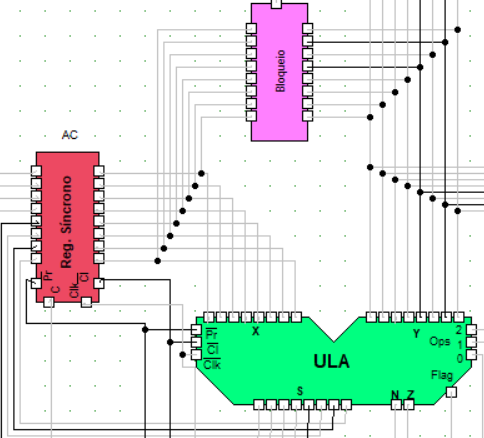 Bloqueio
AC
Reg. Síncrono
Pr
C
Clk
Cl
Pr
Cl
Clk
X
Y
2
Ops 1
0
ULA
Flag
S
N Z